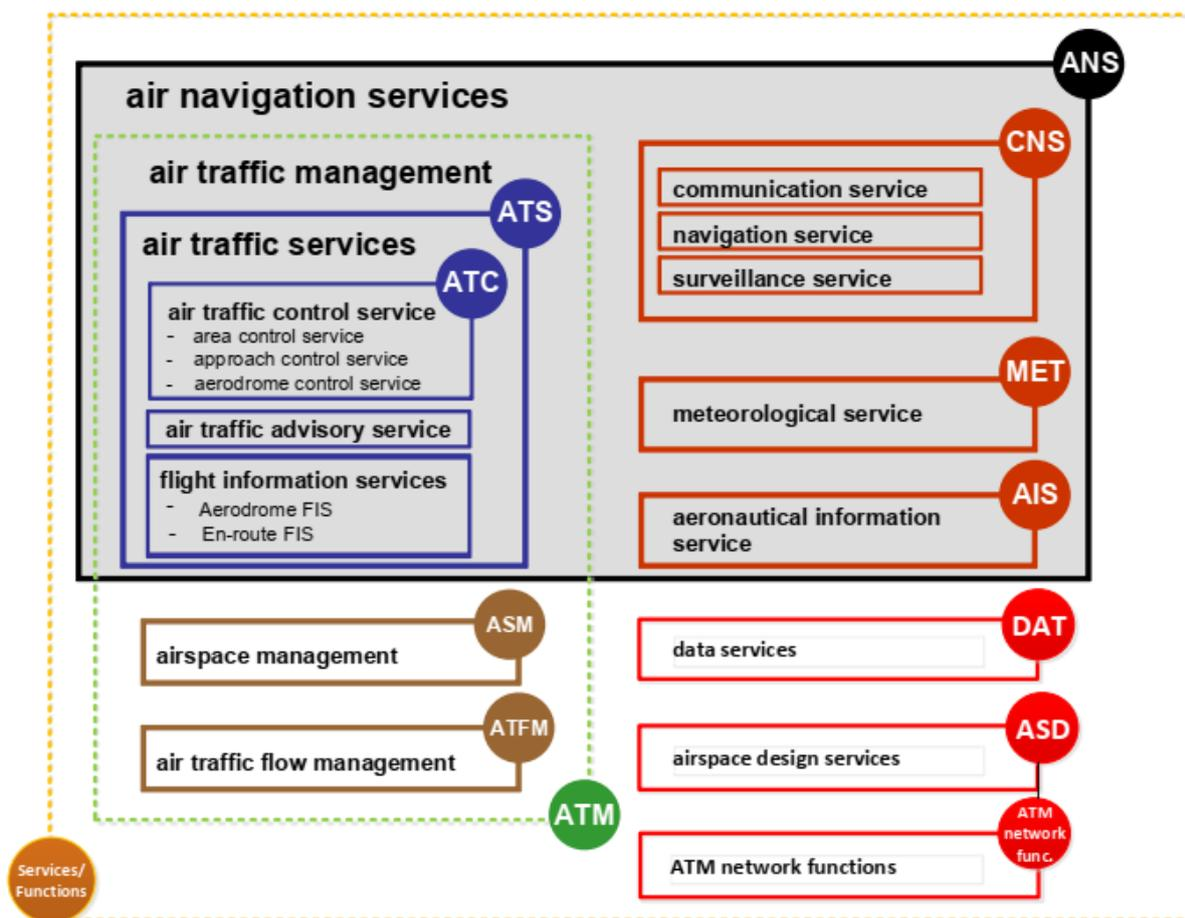 ANS
air navigation services
CNS
air traffic management
communication service
ATS
navigation service
air traffic services
surveillance service
ATC
air traffic control service
- area control service
- approach control service
- aerodrome control service
MET
meteorological service
air traffic advisory service
flight information services
- Aerodrome FIS
- En-route FIS
AIS
aeronautical information
service
ASM
airspace management
DAT
data services
ATFM
air traffic flow management
ASD
airspace design services
ATM
ATM
network
func.
ATM network functions
Services/
Functions